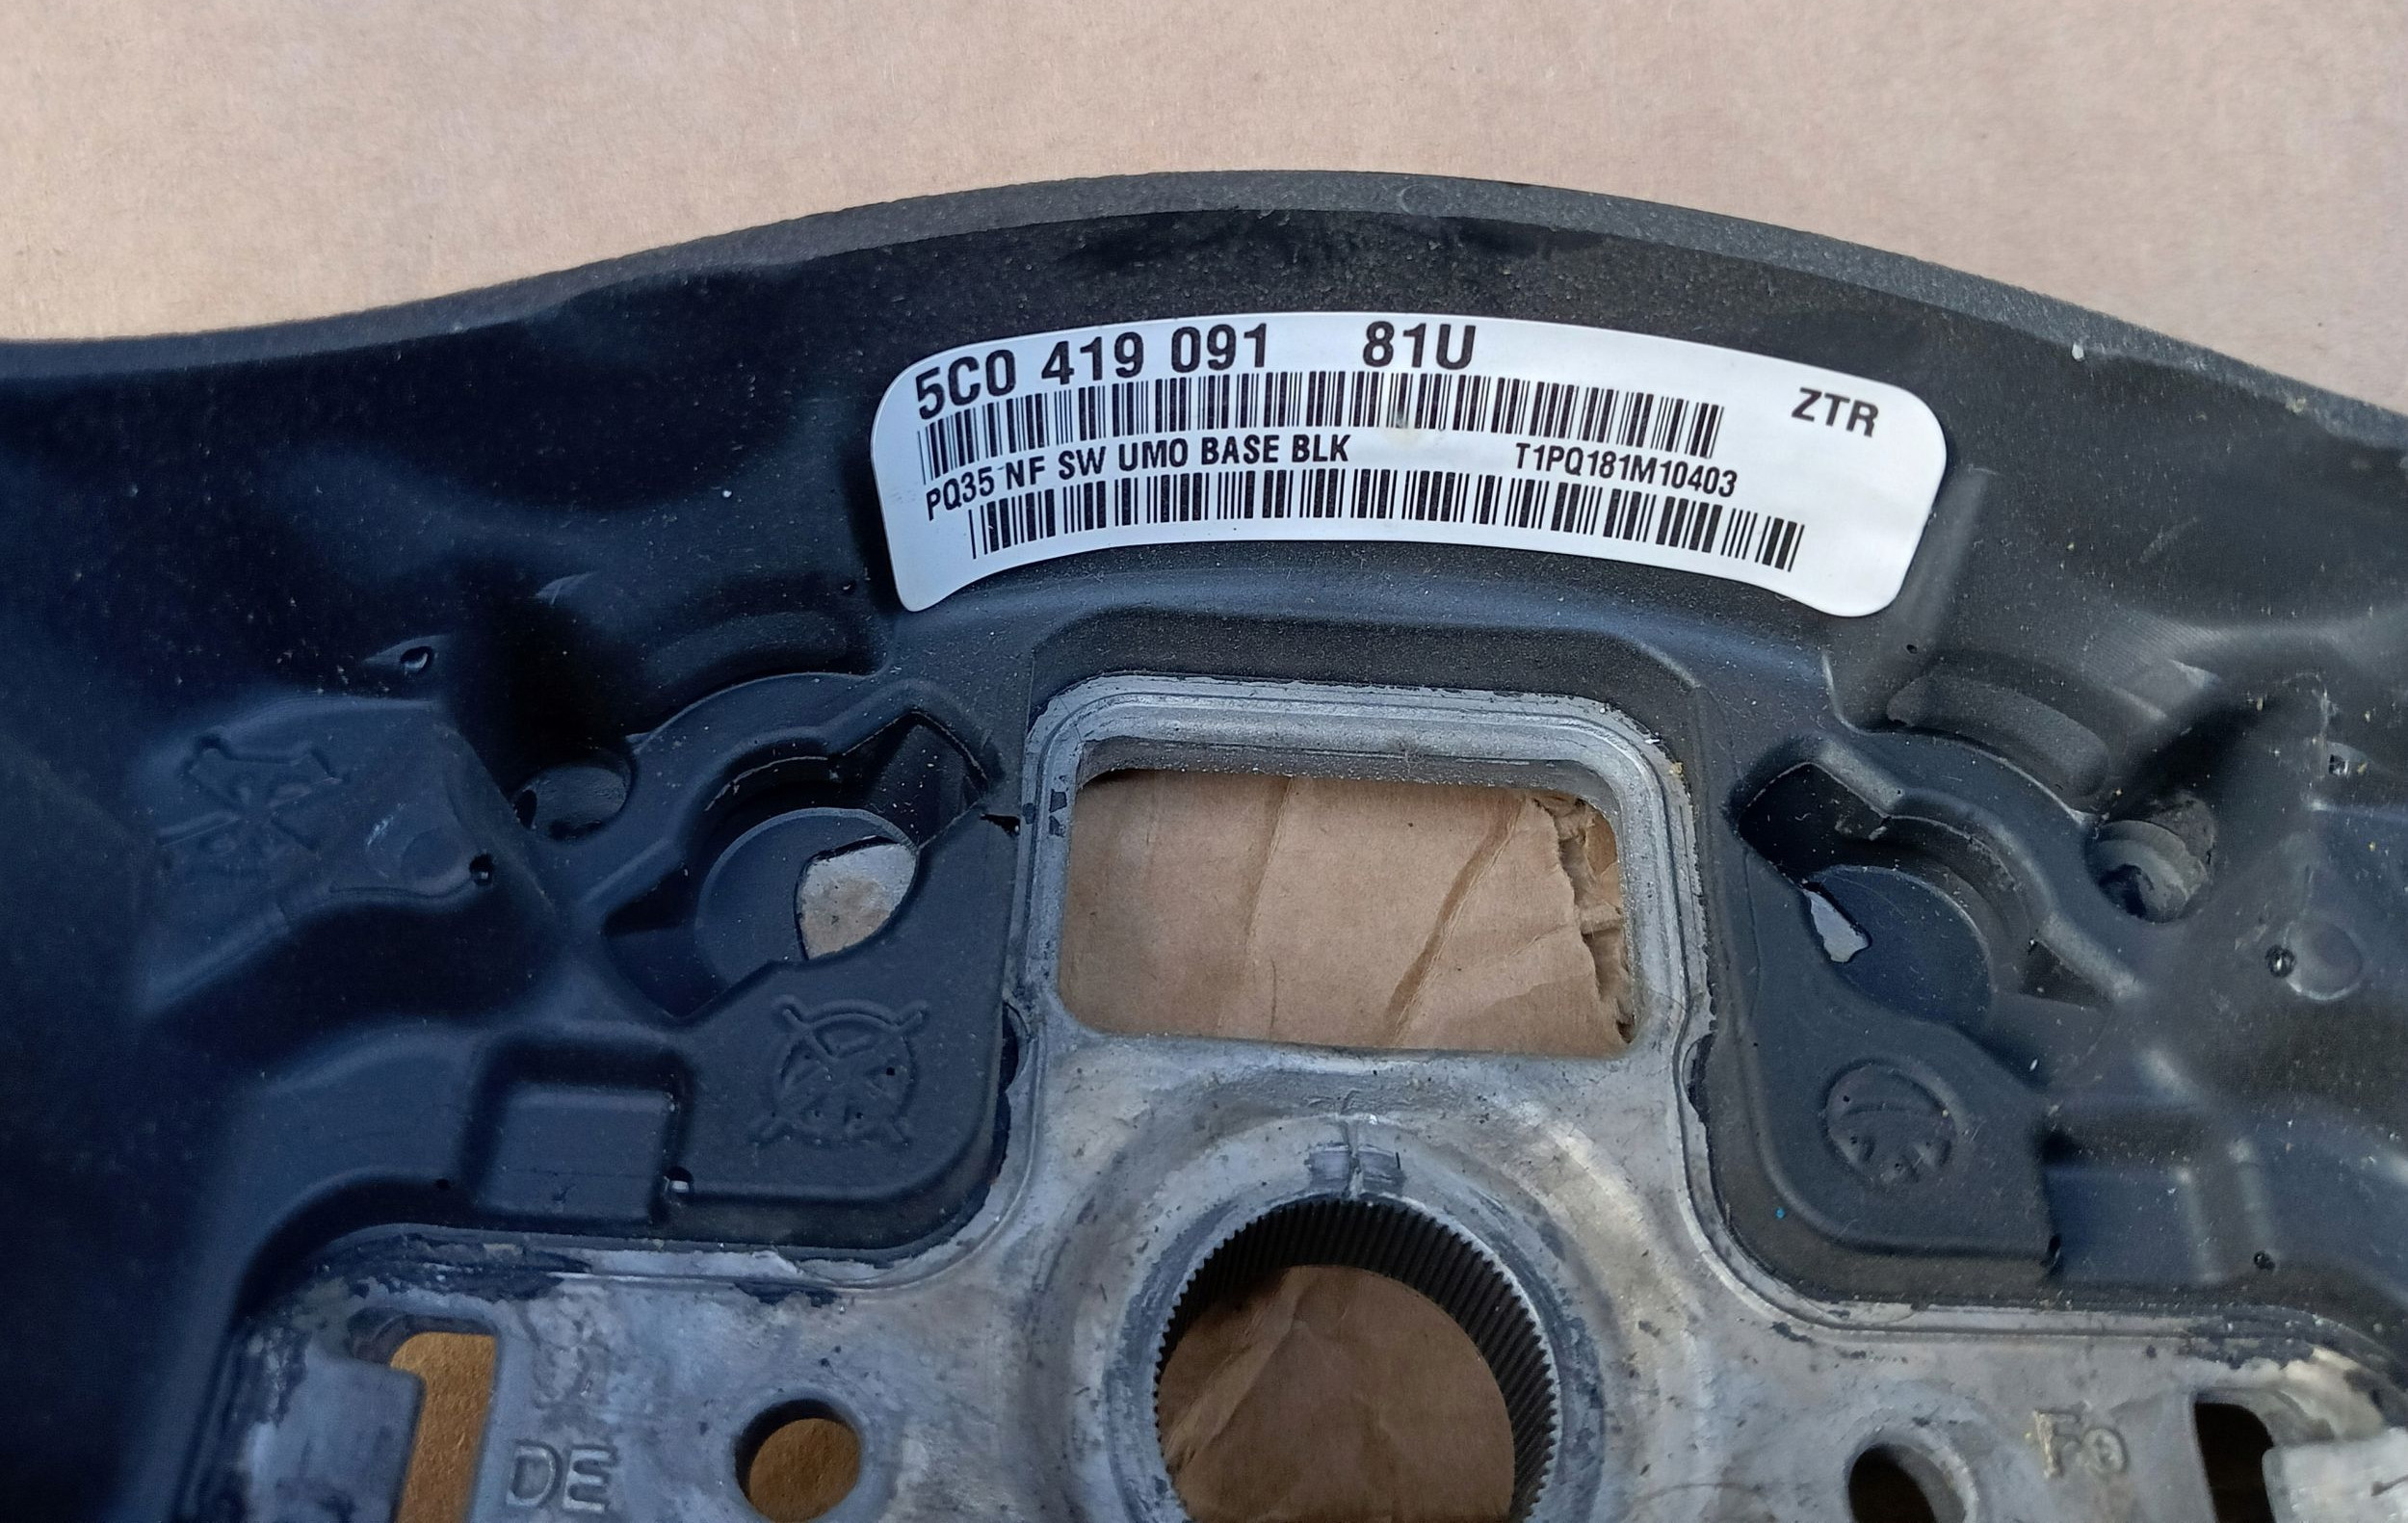 5C0 419 091 81U
ZTR
PQ35 NF SW UMO BASE BLK T1PQ181M10403
DE